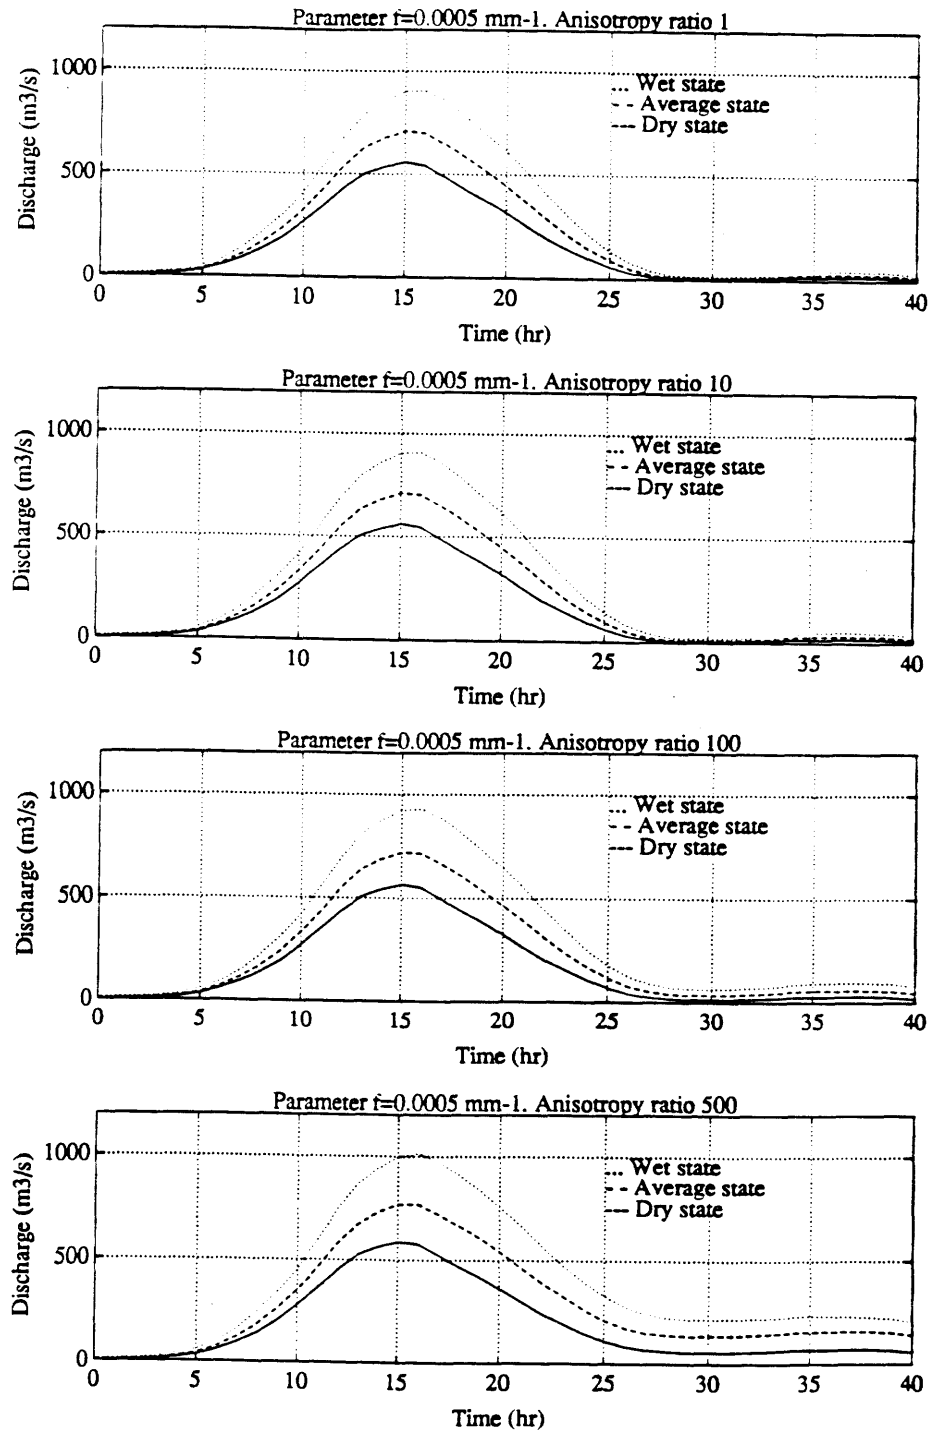 Parameter f=0.0005 mm-1. Anisotropy ratio 1
Discharge (m3/s)
1000
500
0
... Wet state
-- Average state
--- Dry state
0 5 10 15 20 25 30 35 40
Time (hr)
Parameter f=0.0005 mm-1. Anisotropy ratio 10
Discharge (m3/s)
1000
500
0
... Wet state
-- Average state
--- Dry state
0 5 10 15 20 25 30 35 40
Time (hr)
Parameter f=0.0005 mm-1. Anisotropy ratio 100
Discharge (m3/s)
1000
500
0
... Wet state
-- Average state
--- Dry state
0 5 10 15 20 25 30 35 40
Time (hr)
Parameter f=0.0005 mm-1. Anisotropy ratio 500
Discharge (m3/s)
1000
500
0
... Wet state
-- Average state
--- Dry state
0 5 10 15 20 25 30 35 40
Time (hr)